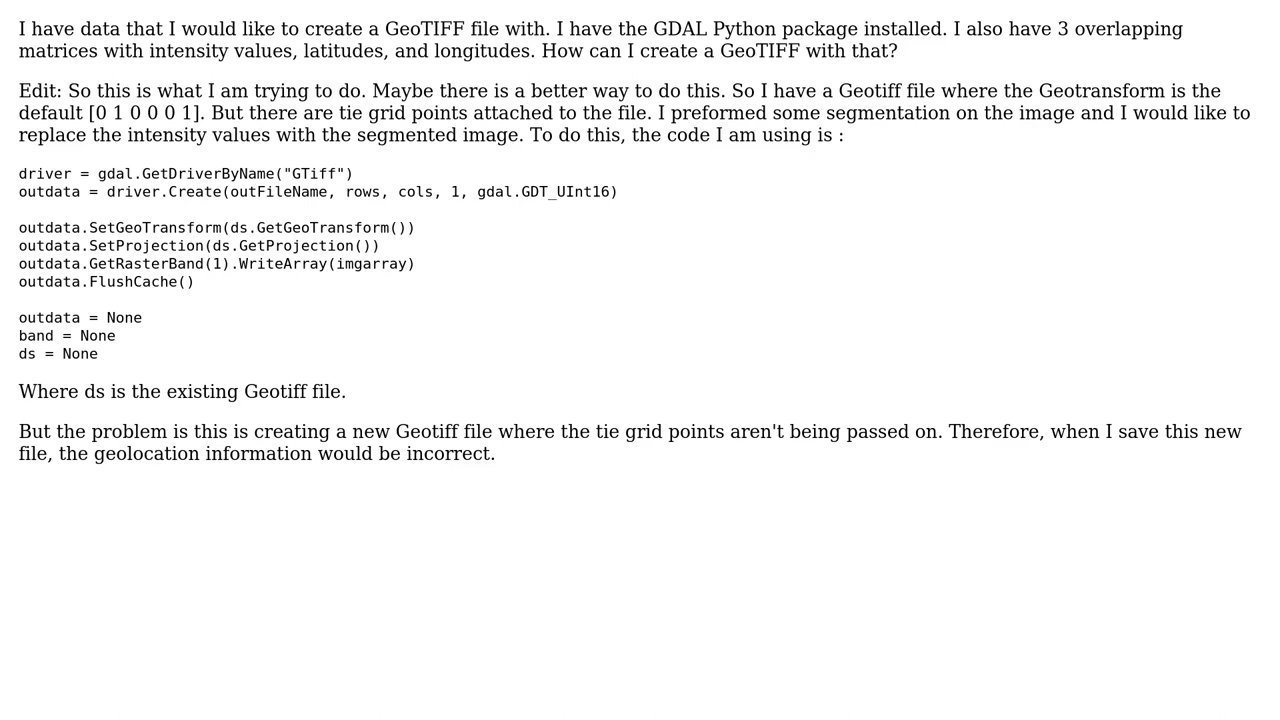 I have data that I would like to create a GeoTIFF file with. I have the GDAL Python package installed. I also have 3 overlapping
matrices with intensity values, latitudes, and longitudes. How can I create a GeoTIFF with that?
Edit: So this is what I am trying to do. Maybe there is a better way to do this. So I have a Geotiff file where the Geotransform is the
default [0 1 0 0 0 1]. But there are tie grid points attached to the file. I preformed some segmentation on the image and I would like to
replace the intensity values with the segmented image. To do this, the code I am using is :
driver = gdal.GetDriverByName("GTiff")
outdata = driver.Create(outFileName, rows, cols, 1, gdal.GDT_UInt16)
outdata.SetGeoTransform(ds.GetGeoTransform())
outdata.SetProjection(ds.GetProjection())
outdata.GetRasterBand(1).WriteArray(imgarray)
outdata.FlushCache()
outdata = None
band = None
ds = None
Where ds is the existing Geotiff file.
But the problem is this is creating a new Geotiff file where the tie grid points aren't being passed on. Therefore, when I save this new
file, the geolocation information would be incorrect.